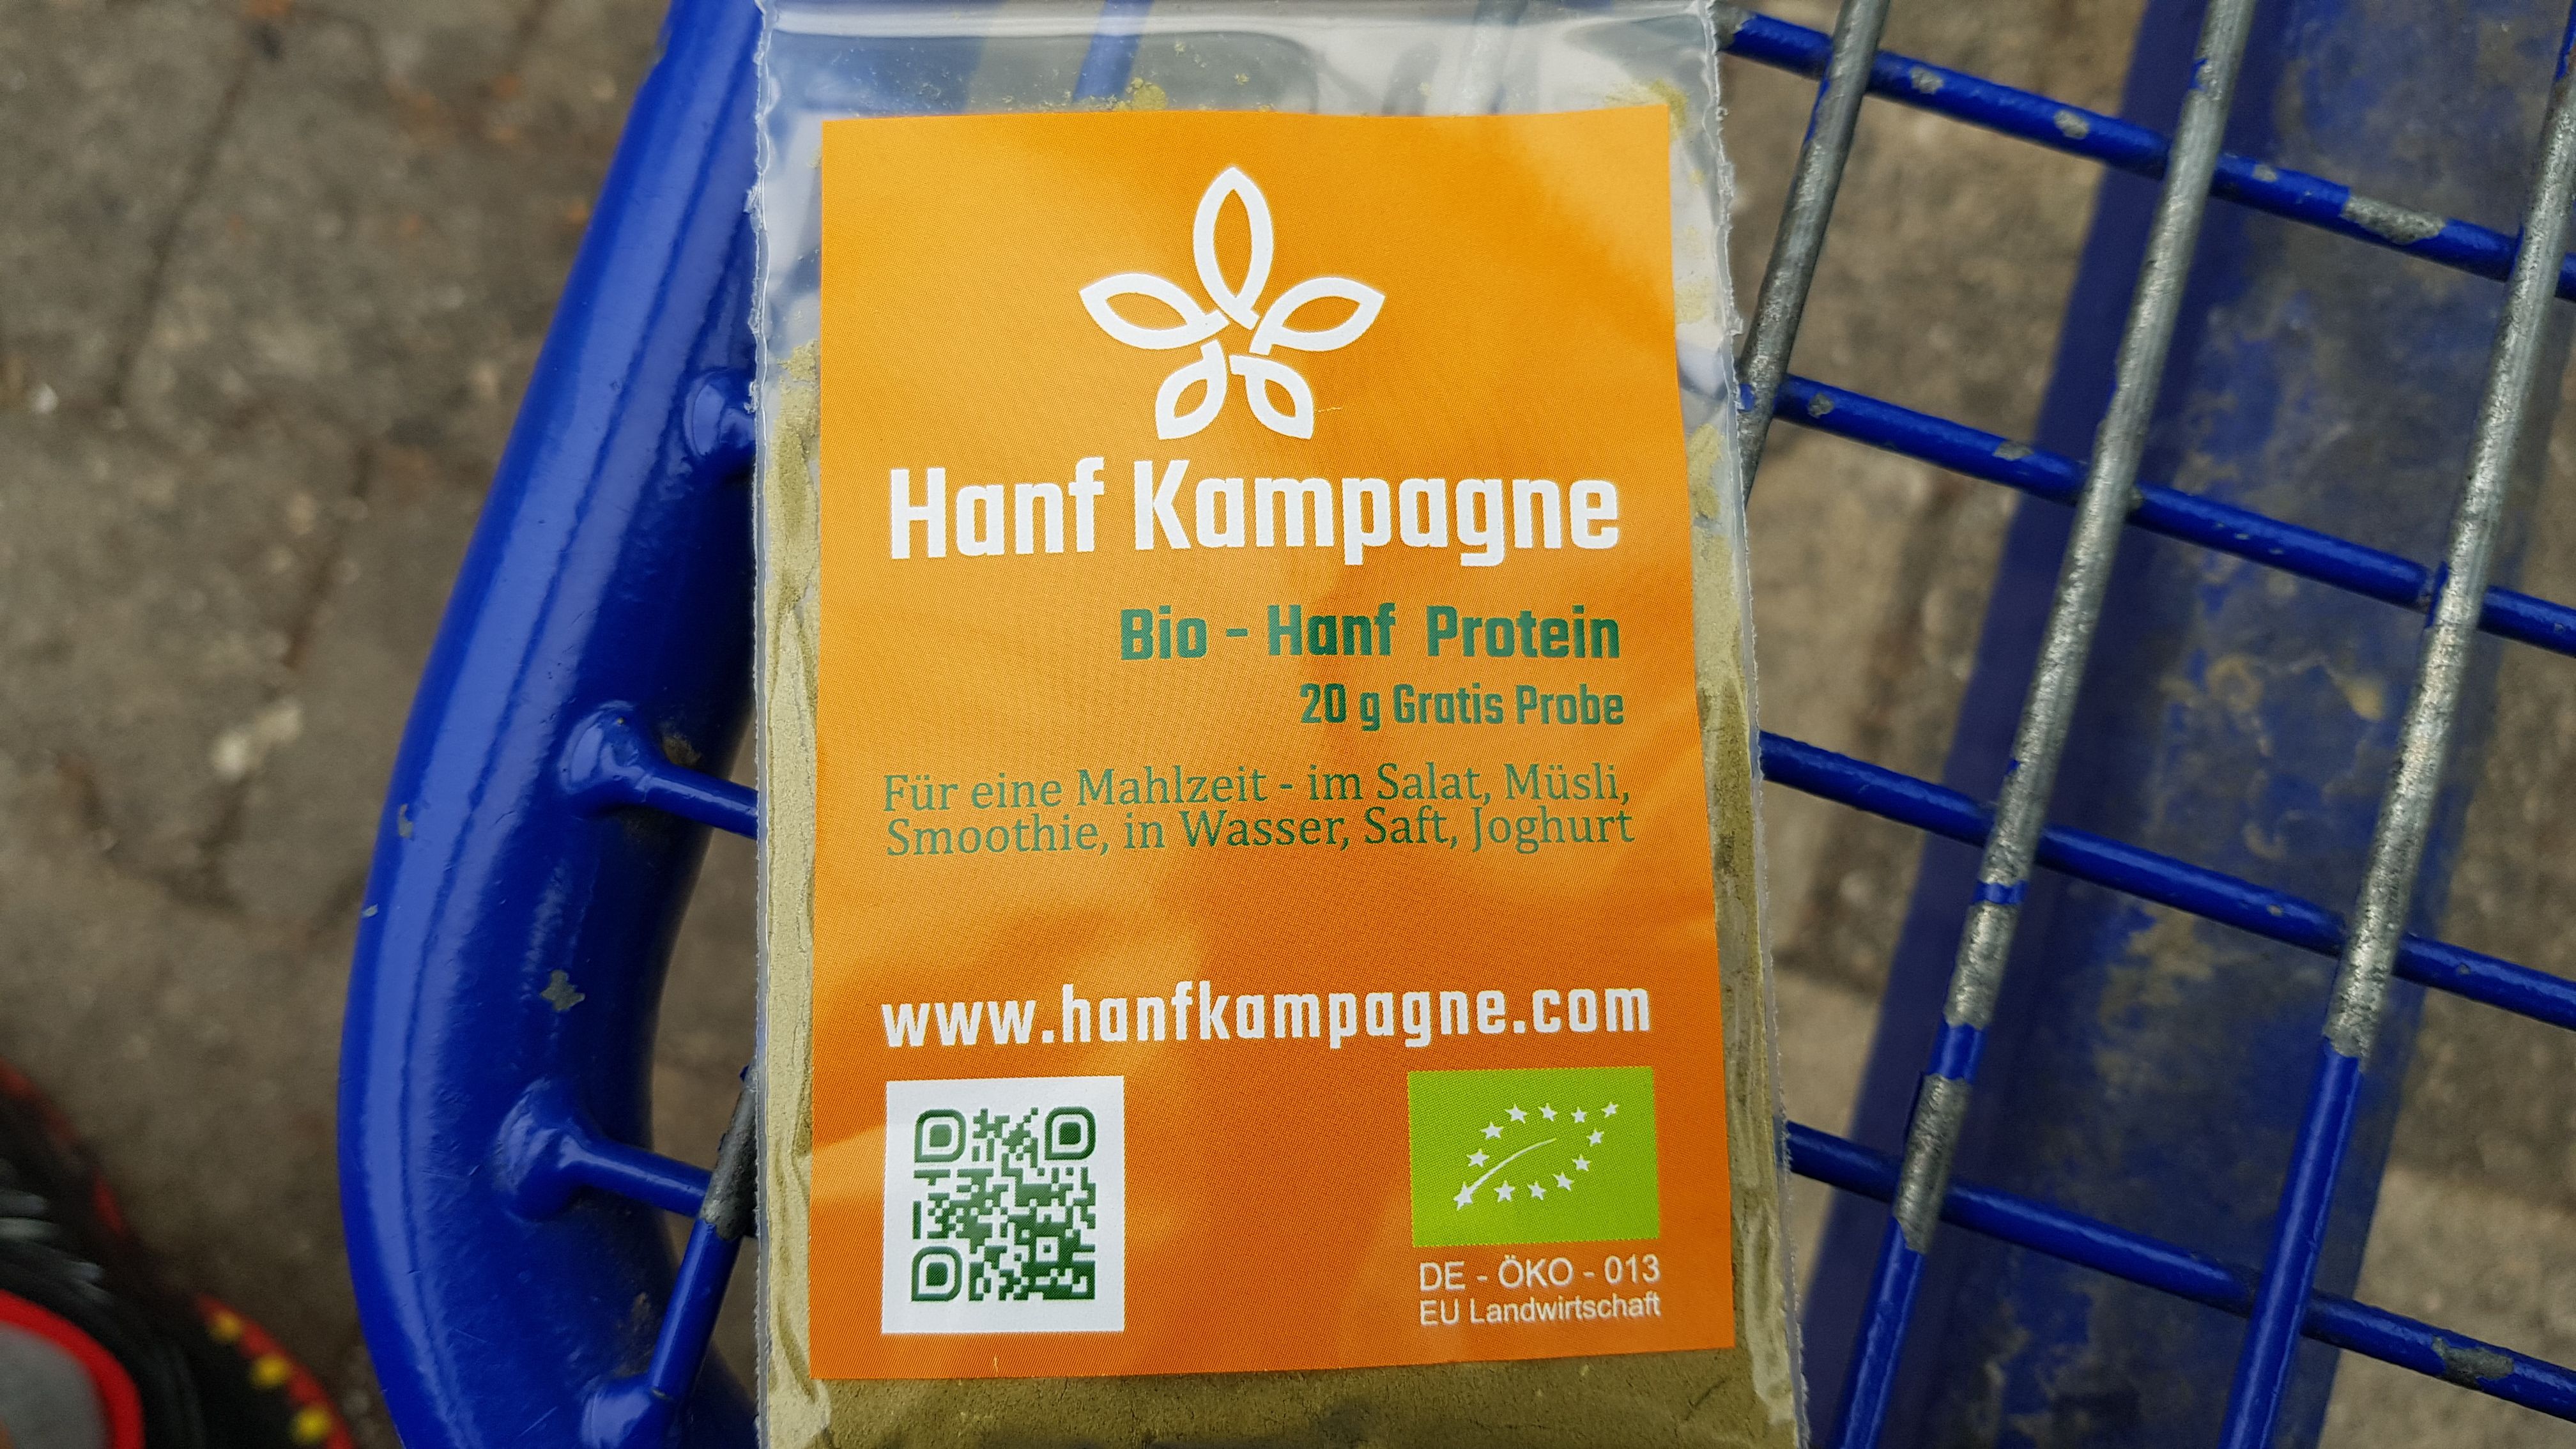 Hanf Kampagne
Bio - Hanf Protein
20 g Gratis Probe
Für eine Mahlzeit - im Salat, Müsli,
Smoothie, in Wasser, Saft, Joghurt
www.hanfkampagne.com
DE - ÖKO - 013
EU Landwirtschaft